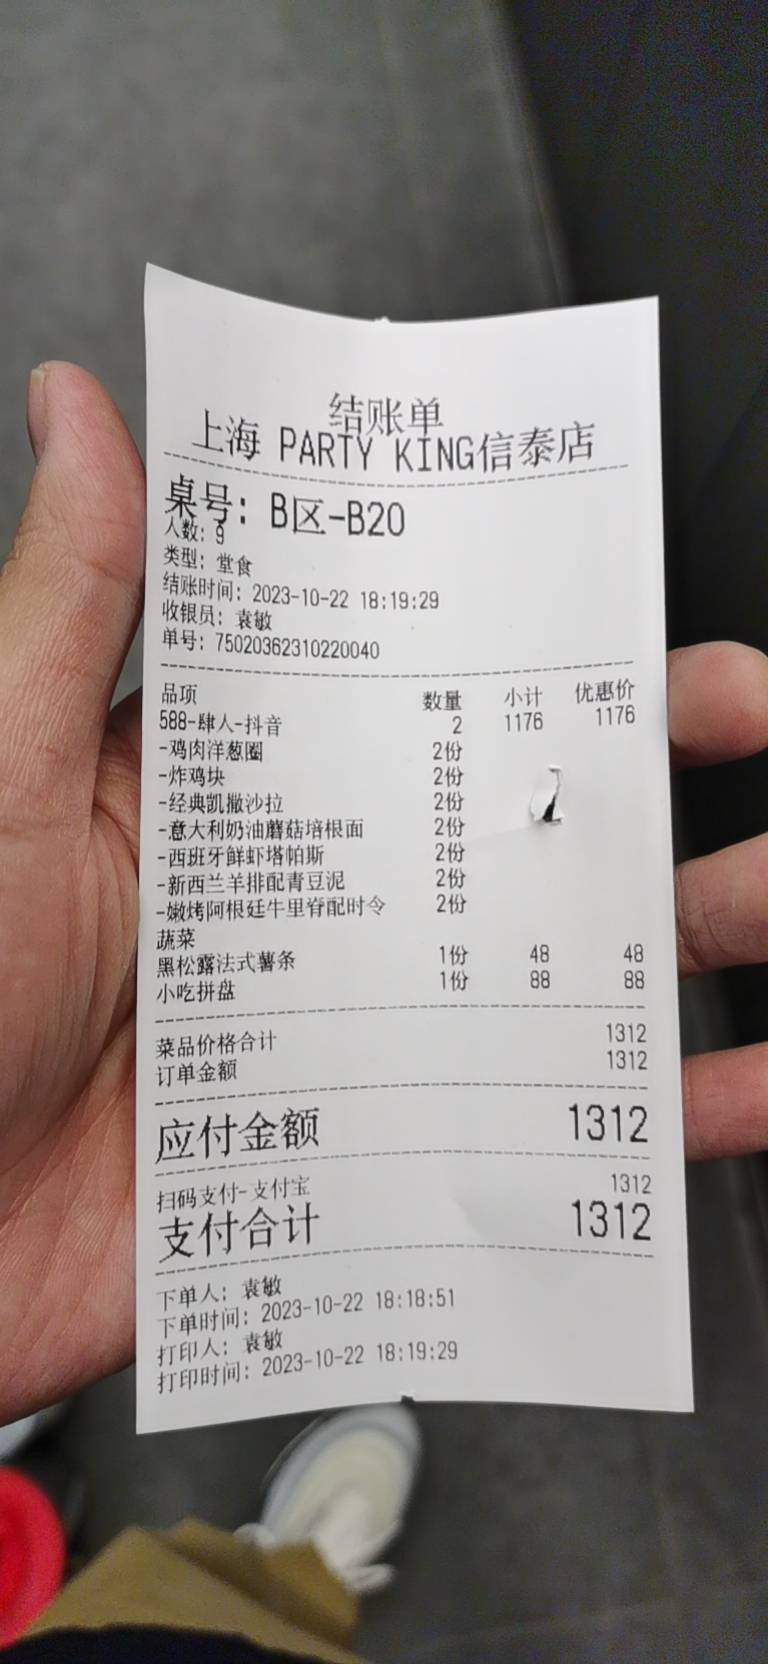 结账单
上海 PARTY KING信泰店
桌号: B区-B20
人数: 9
类型: 堂食
结账时间: 2023-10-22 18:19:29
收银员: 袁敏
单号: 75020362310220040
品项 数量 小计 优惠价
588-肆人-抖音 2 1176 1176
-鸡肉洋葱圈 2份
-炸鸡块 2份
-经典凯撒沙拉 2份
-意大利奶油蘑菇培根面 2份
-西班牙鲜虾塔帕斯 2份
-新西兰羊排配青豆泥 2份
-嫩烤阿根廷牛里脊配时令 2份
蔬菜
黑松露法式薯条 1份 48 48
小吃拼盘 1份 88 88
菜品价格合计 1312
订单金额 1312
应付金额 1312
扫码支付-支付宝 1312
支付合计 1312
下单人: 袁敏
下单时间: 2023-10-22 18:18:51
打印人: 袁敏
打印时间: 2023-10-22 18:19:29